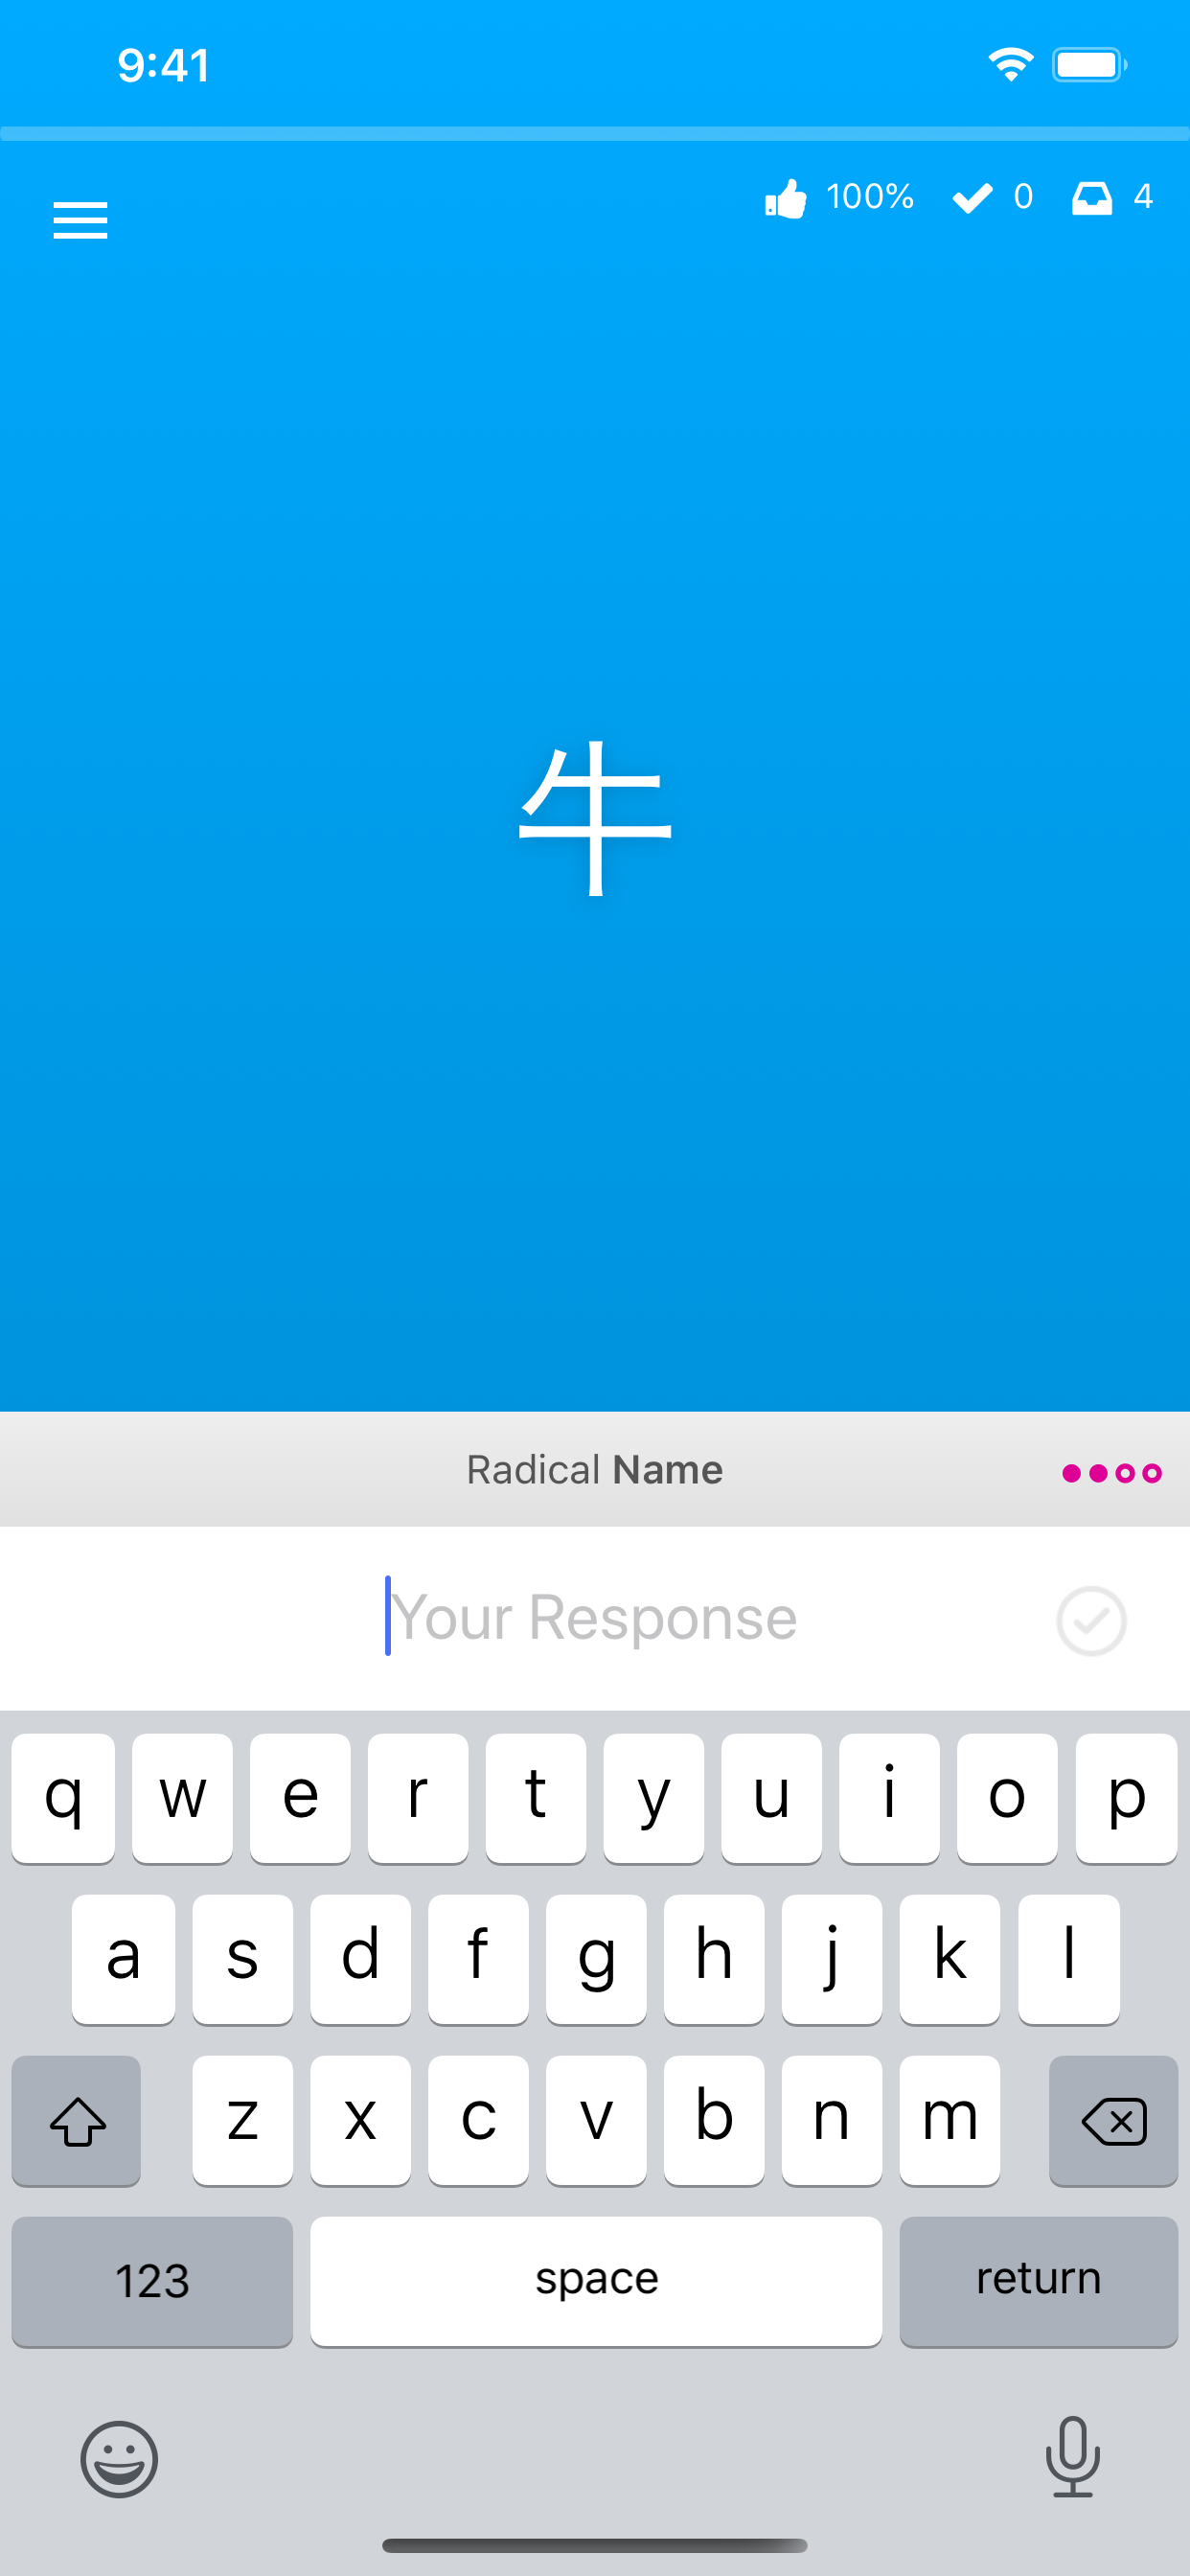 9:41
100% 0 4
牛
Radical Name
Your Response
q w e r t y u i o p
a s d f g h j k l
z x c v b n m
123 space return